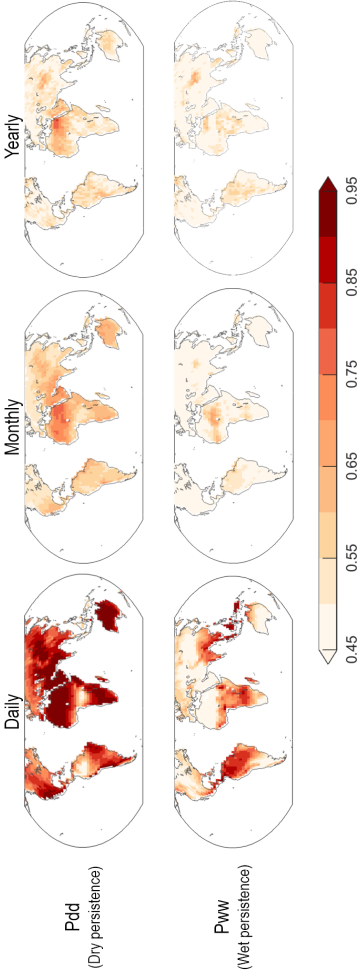 Daily
Monthly
Yearly
Pdd
(Dry persistence)
Pww
(Wet persistence)
0.45
0.55
0.65
0.75
0.85
0.95